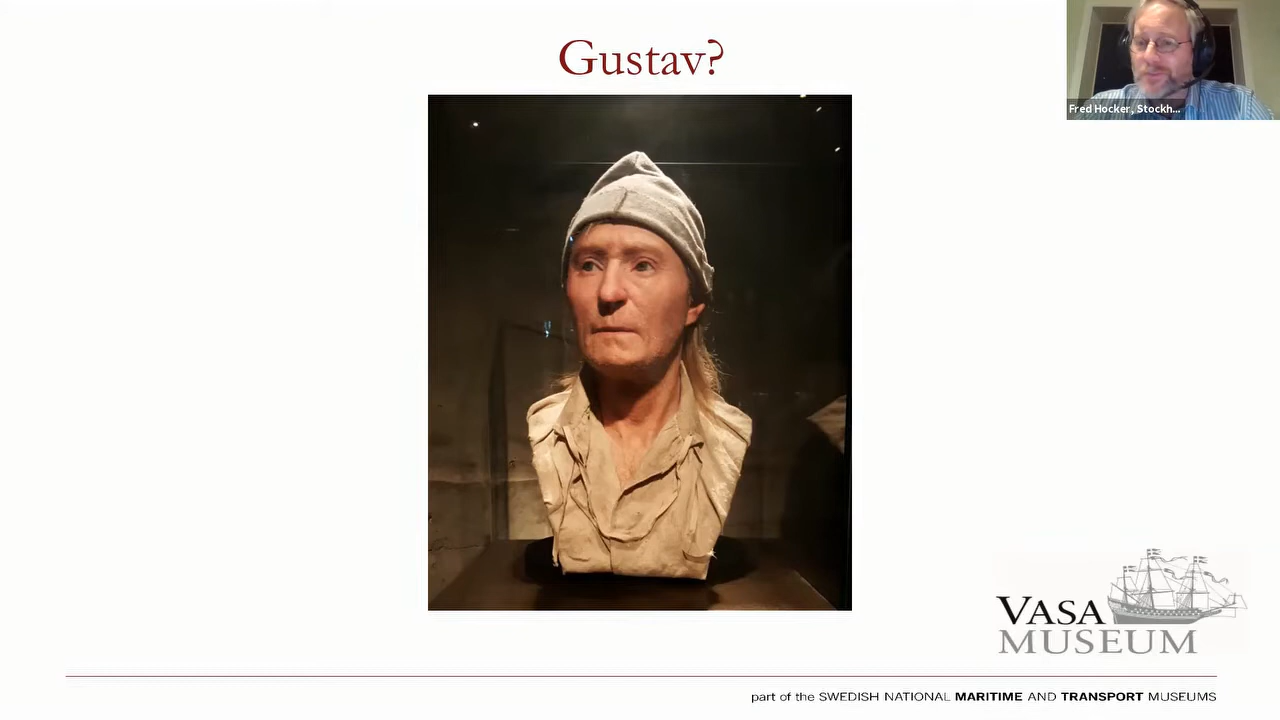 Gustav?
Fred Hocker, Stockh...
VASA
MUSEUM
part of the SWEDISH NATIONAL MARITIME AND TRANSPORT MUSEUMS